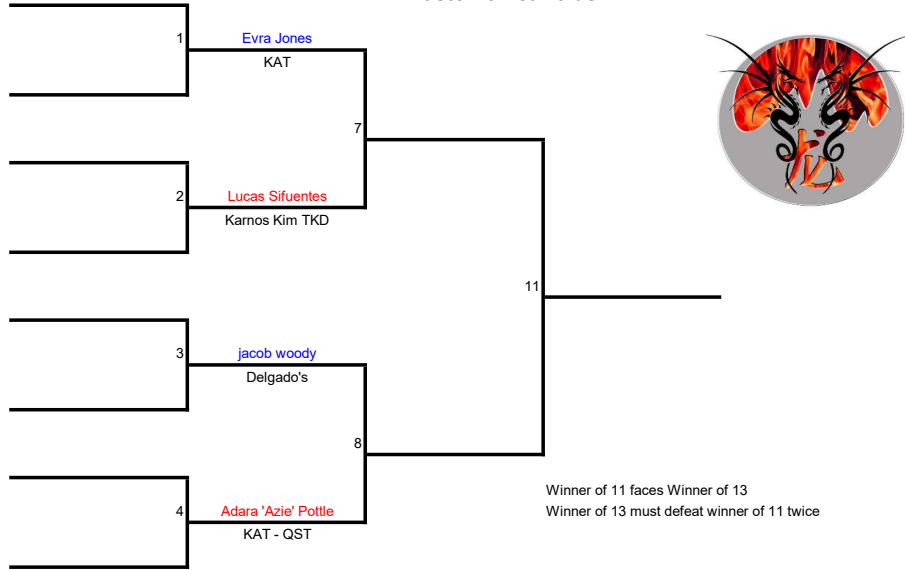 1
Evra Jones
KAT
7
2
Lucas Sifuentes
Karnos Kim TKD
11
3
jacob woody
Delgado's
8
4
Adara 'Azie' Pottle
KAT - QST
Winner of 11 faces Winner of 13
Winner of 13 must defeat winner of 11 twice